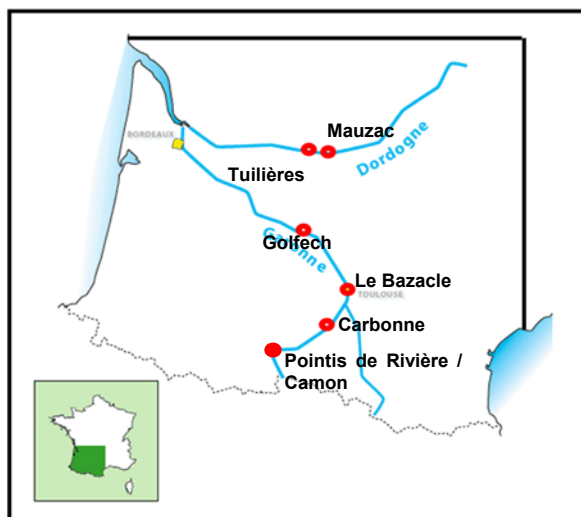 Mauzac
BORDEAUX
Dordogne
Tuilières
Golfech
Garonne
Le Bazacle
TOULOUSE
Carbonne
Pointis de Rivière /
Camon